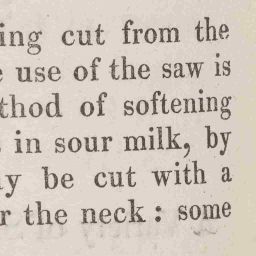 ing cut from the
use of the saw is
thod of softening
in sour milk, by
y be cut with a
r the neck : some